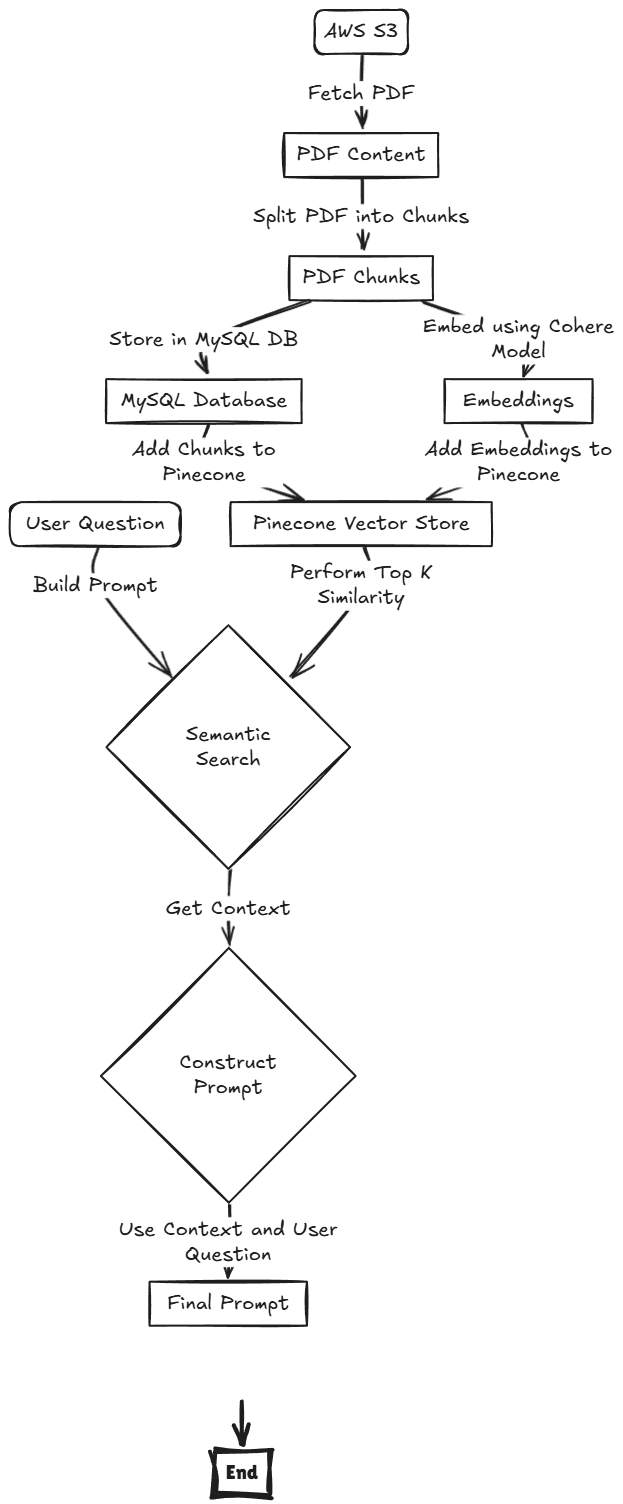 AWS S3
Fetch PDF
PDF Content
Split PDF into Chunks
PDF Chunks
Store in MySQL DB
Embed using Cohere
Model
MySQL Database
Embeddings
Add Chunks to
Pinecone
Add Embeddings to
Pinecone
User Question
Pinecone Vector Store
Build Prompt
Perform Top K
Similarity
Semantic
Search
Get Context
Construct
Prompt
Use Context and User
Question
Final Prompt
End